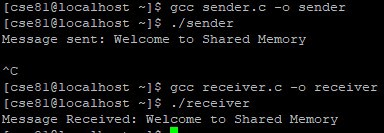 [cse81@localhost ~]$ gcc sender.c -o sender
[cse81@localhost ~]$ ./sender
Message sent: Welcome to Shared Memory
^C
[cse81@localhost ~]$ gcc receiver.c -o receiver
[cse81@localhost ~]$ ./receiver
Message Received: Welcome to Shared Memory
[cse81@localhost ~]$